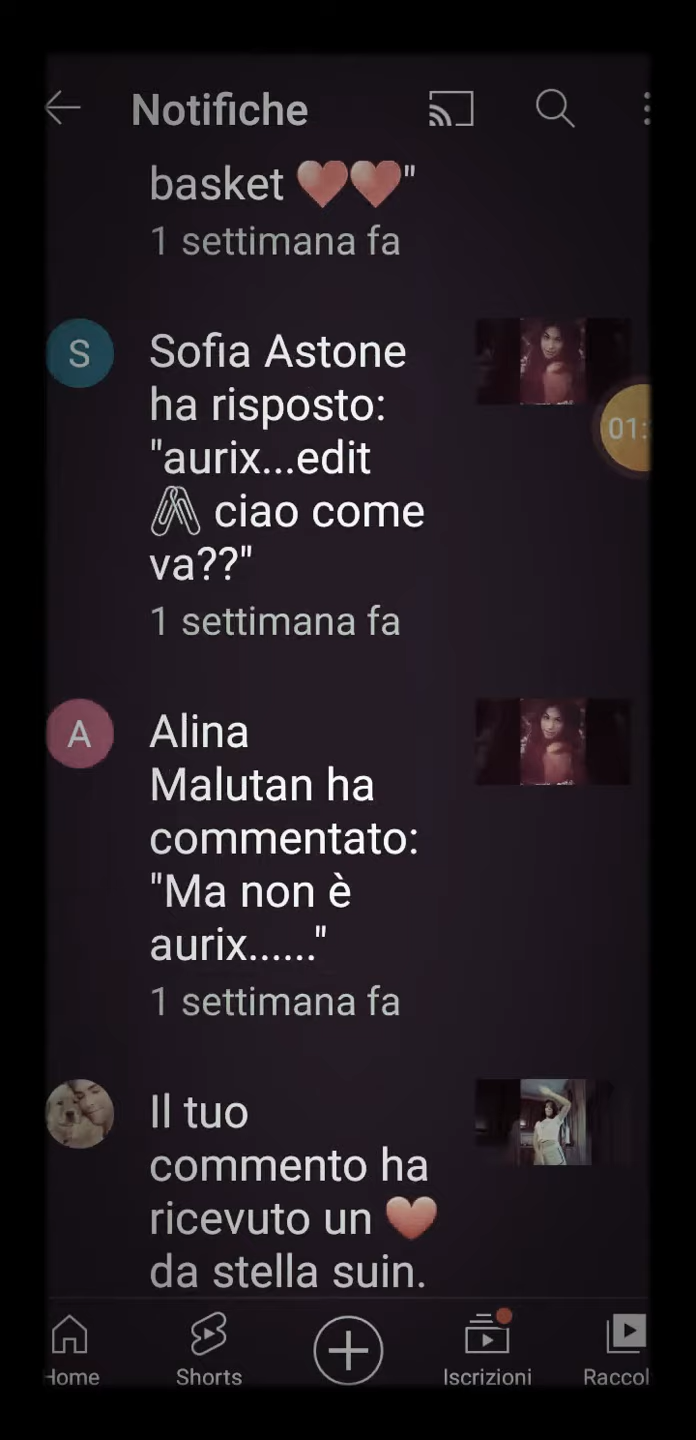 Notifiche
basket ❤️❤️"
1 settimana fa
S
Sofia Astone
ha risposto:
"aurix...edit
🖇 ciao come
va??"
1 settimana fa
01:
A
Alina
Malutan ha
commentato:
"Ma non è
aurix......"
1 settimana fa
Il tuo
commento ha
ricevuto un ❤️
da stella suin.
Home
Shorts
Iscrizioni
Raccol